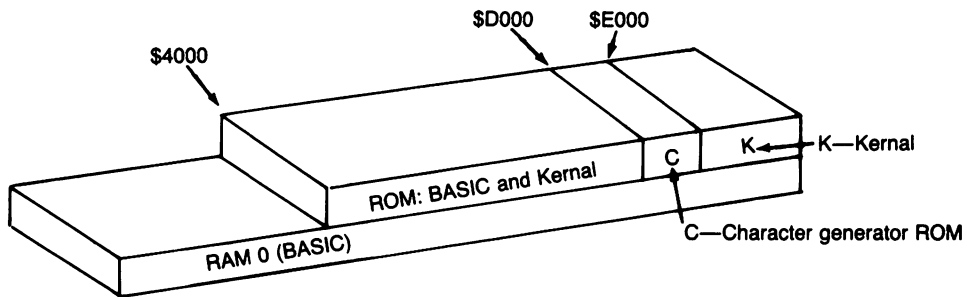 $D000
$E000
$4000
K
K—Kernal
C
ROM: BASIC and Kernal
C—Character generator ROM
RAM 0 (BASIC)